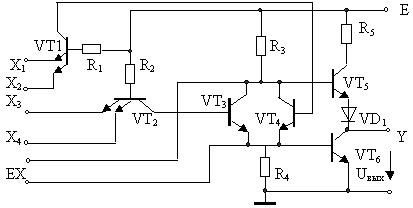 E
VT1
R5
X1
R1
R3
X2
R2
VT5
X3
VT3
VT4
VT2
VD1
X4
Y
VT6
EX
R4
Uвых